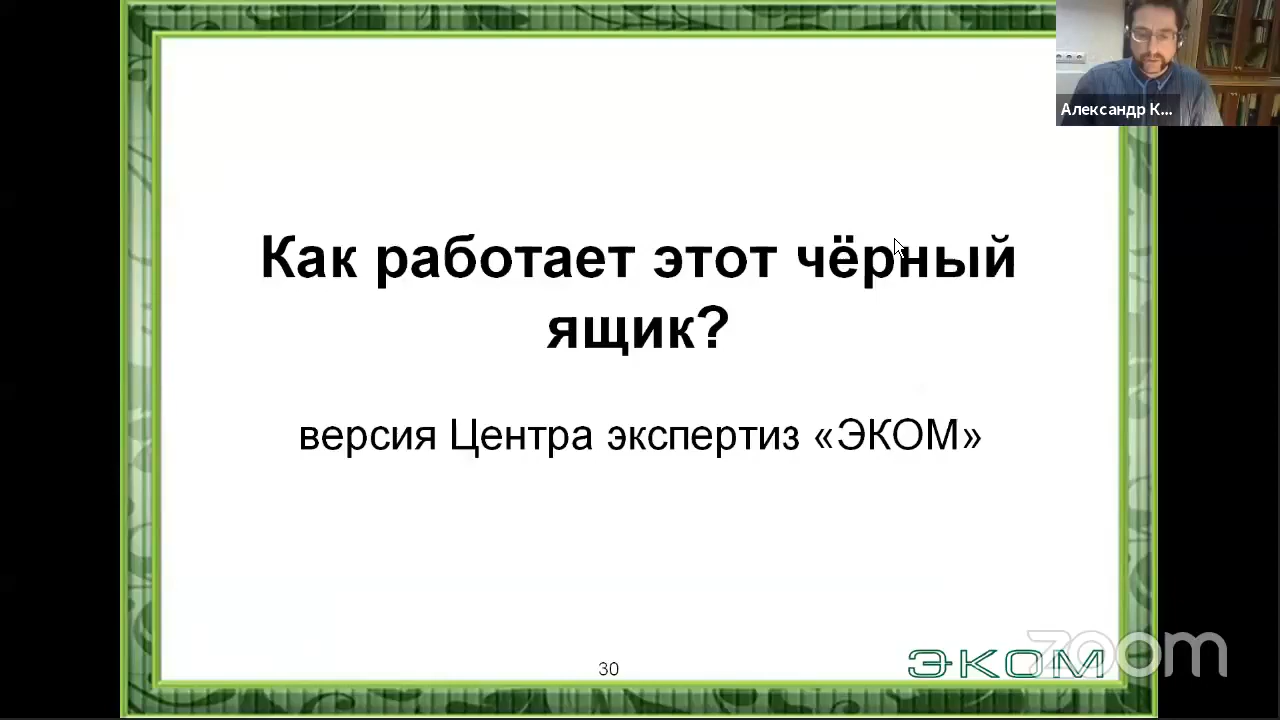 Александр К...
Как работает этот чёрный
ящик?
версия Центра экспертиз «ЭКОМ»
30
ЭКОМ
zoom